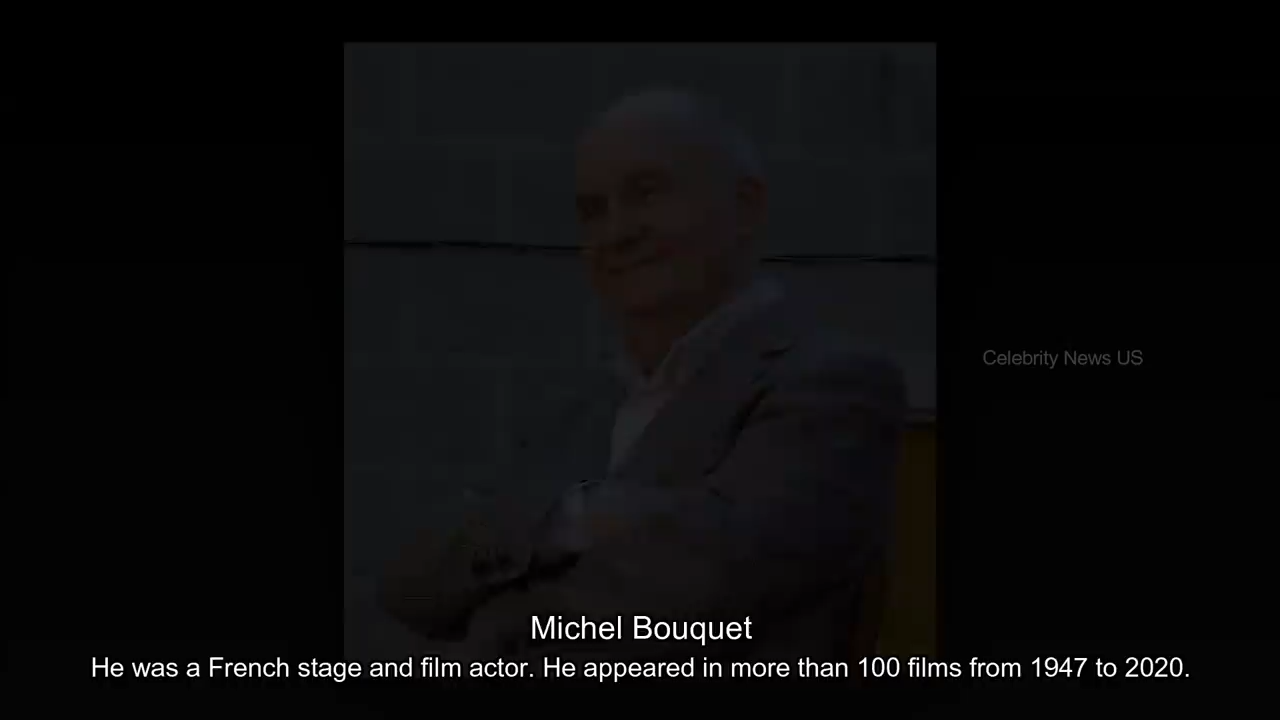 Celebrity News US
Michel Bouquet
He was a French stage and film actor. He appeared in more than 100 films from 1947 to 2020.